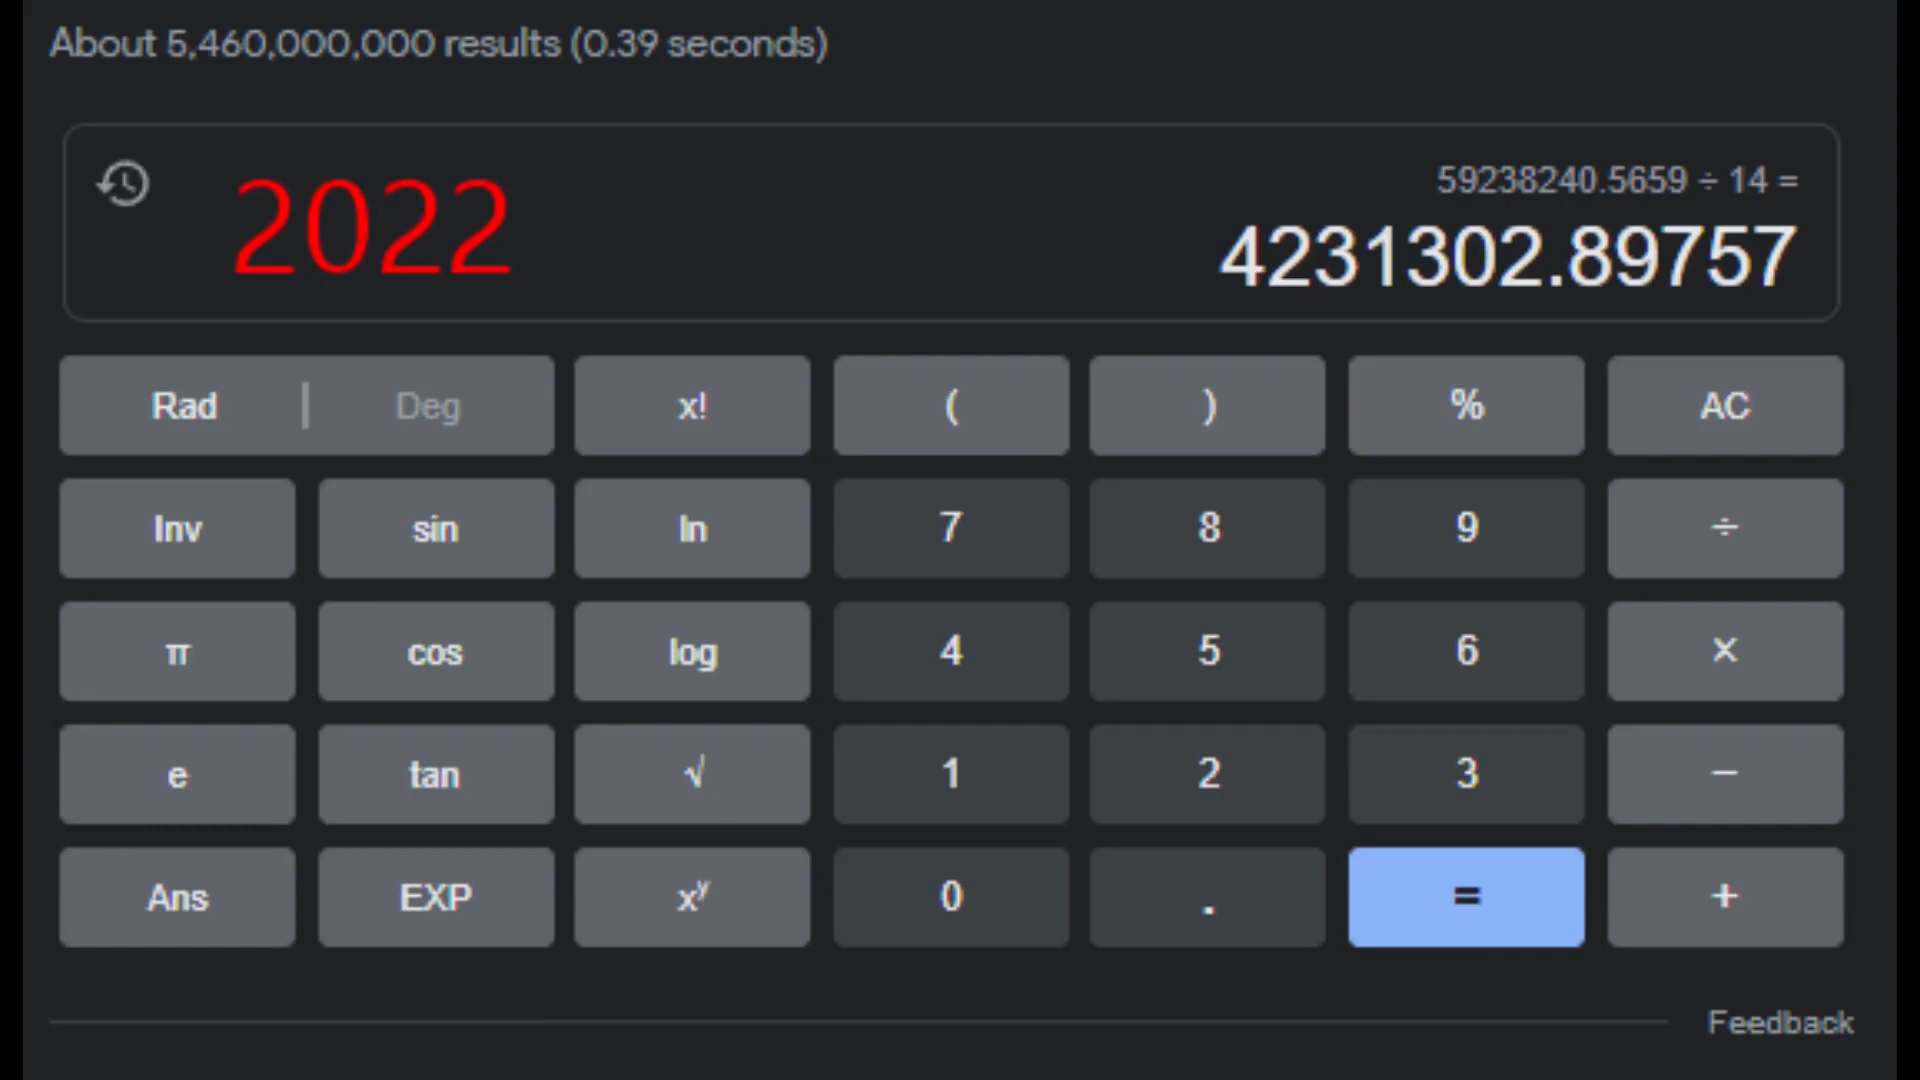 About 5,460,000,000 results (0.39 seconds)
2022
59238240.5659 ÷ 14 =
4231302.89757
Rad | Deg x! ( ) % AC
Inv sin ln 7 8 9 ÷
π cos log 4 5 6 ×
e tan √ 1 2 3 −
Ans EXP xʸ 0 . = +
Feedback